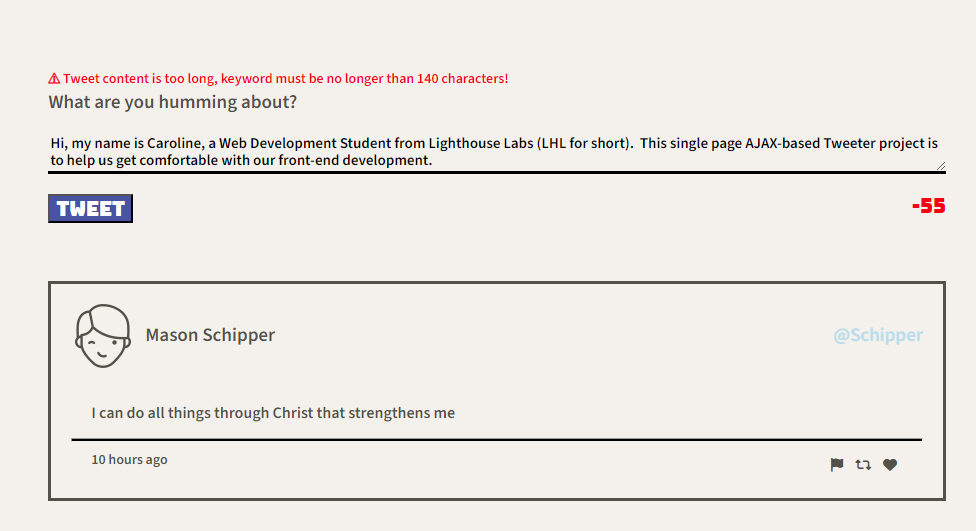 ⚠ Tweet content is too long, keyword must be no longer than 140 characters!
What are you humming about?
Hi, my name is Caroline, a Web Development Student from Lighthouse Labs (LHL for short).  This single page AJAX-based Tweeter project is
to help us get comfortable with our front-end development.
TWEET
-55
Mason Schipper
@Schipper
I can do all things through Christ that strengthens me
10 hours ago